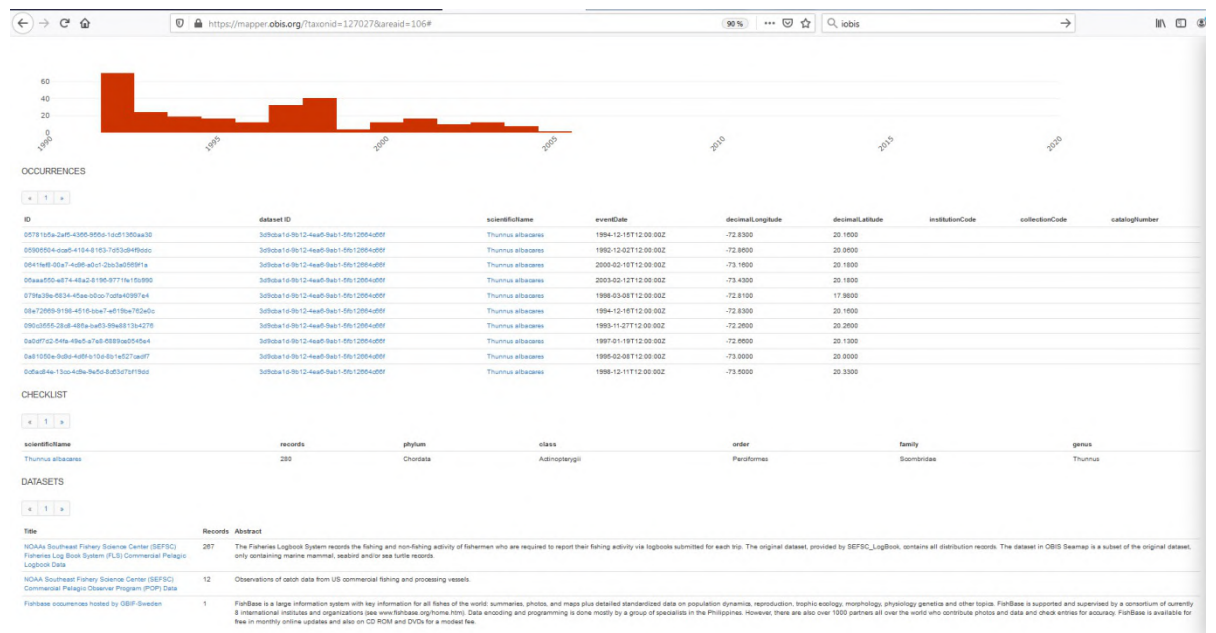 https://mapper.obis.org/?taxonid=127027&areaid=106#
90%
iobis
60
40
20
0
1990
1995
2000
2005
2010
2015
2020
OCCURRENCES
« 1 »
ID dataset ID scientificName eventDate decimalLongitude decimalLatitude institutionCode collectionCode catalogNumber
Thunnus albacares 1994-12-15T12:00:00Z -72.8300 20.1600
Thunnus albacares 1992-12-02T12:00:00Z -72.8600 20.0600
Thunnus albacares 2000-02-10T12:00:00Z -73.1600 20.1800
Thunnus albacares 2003-02-12T12:00:00Z -73.4300 20.1800
Thunnus albacares 1998-03-08T12:00:00Z -72.8100 17.9800
Thunnus albacares 1994-12-16T12:00:00Z -72.8300 20.1600
Thunnus albacares 1993-11-27T12:00:00Z -72.2600 20.2600
Thunnus albacares 1997-01-19T12:00:00Z -72.6600 20.1300
Thunnus albacares 1995-02-08T12:00:00Z -73.0000 20.0000
Thunnus albacares 1998-12-11T12:00:00Z -73.5000 20.3300
CHECKLIST
« 1 »
scientificName records phylum class order family genus
Thunnus albacares 280 Chordata Actinopterygii Perciformes Scombridae Thunnus
DATASETS
« 1 »
Title Records Abstract
NOAAs Southeast Fishery Science Center (SEFSC) 267 The Fisheries Logbook System records the fishing and non-fishing activity of fishermen who are required to report their fishing activity via logbooks submitted for each trip. The original dataset, provided by SEFSC_LogBook, contains all distribution records. The dataset in OBIS Seamap is a subset of the original dataset,
Fisheries Log Book System (FLS) Commercial Pelagic only containing marine mammal, seabird and/or sea turtle records.
Logbook Data
NOAA Southeast Fishery Science Center (SEFSC) 12 Observations of catch data from US commercial fishing and processing vessels.
Commercial Pelagic Observer Program (POP) Data
Fishbase occurrences hosted by GBIF-Sweden 1 FishBase is a large information system with key information for all fishes of the world: summaries, photos, and maps plus detailed standardized data on population dynamics, reproduction, trophic ecology, morphology, physiology genetics and other topics. FishBase is supported and supervised by a consortium of currently
8 international institutes and organizations (see www.fishbase.org/home.htm). Data encoding and programming is done mostly by a group of specialists in the Philippines. However, there are also over 1000 partners all over the world who contribute photos and data and check entries for accuracy. FishBase is available for
free in monthly online updates and also on CD ROM and DVDs for a modest fee.